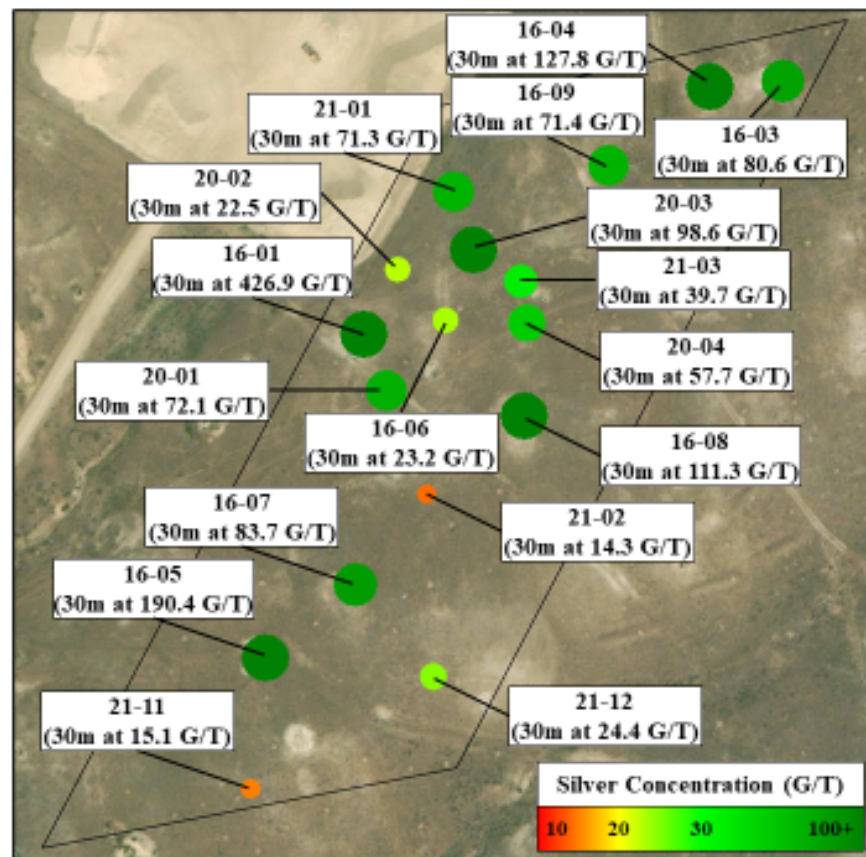 16-04
(30m at 127.8 G/T)
16-09
(30m at 71.4 G/T)
21-01
(30m at 71.3 G/T)
16-03
(30m at 80.6 G/T)
20-02
(30m at 22.5 G/T)
20-03
(30m at 98.6 G/T)
16-01
(30m at 426.9 G/T)
21-03
(30m at 39.7 G/T)
20-04
(30m at 57.7 G/T)
20-01
(30m at 72.1 G/T)
16-06
(30m at 23.2 G/T)
16-08
(30m at 111.3 G/T)
16-07
(30m at 83.7 G/T)
21-02
(30m at 14.3 G/T)
16-05
(30m at 190.4 G/T)
21-11
(30m at 15.1 G/T)
21-12
(30m at 24.4 G/T)
Silver Concentration (G/T)
10 20 30 100+